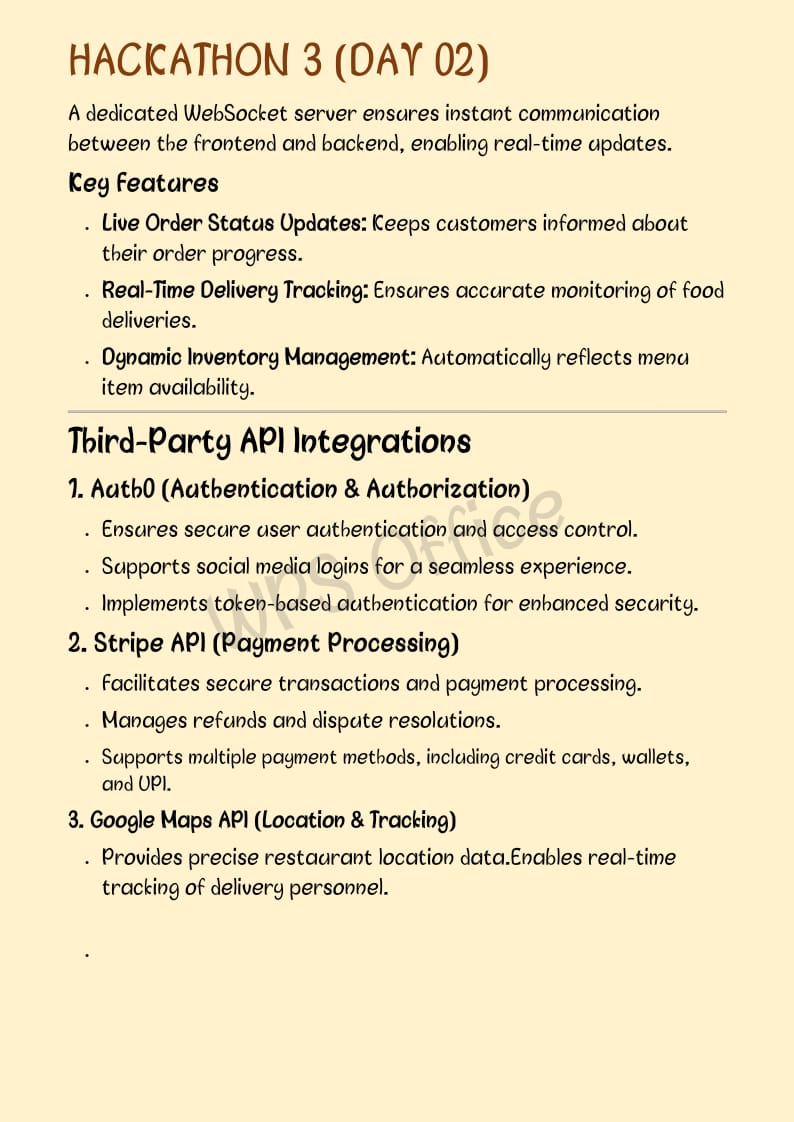 HACKATHON 3 (DAY 02)
A dedicated WebSocket server ensures instant communication
between the frontend and backend, enabling real-time updates.
Key Features
. Live Order Status Updates: Keeps customers informed about
their order progress.
. Real-Time Delivery Tracking: Ensures accurate monitoring of food
deliveries.
. Dynamic Inventory Management: Automatically reflects menu
item availability.
Third-Party API Integrations
1. Auth0 (Authentication & Authorization)
. Ensures secure user authentication and access control.
. Supports social media logins for a seamless experience.
. Implements token-based authentication for enhanced security.
WPS Office
2. Stripe API (Payment Processing)
. Facilitates secure transactions and payment processing.
. Manages refunds and dispute resolutions.
. Supports multiple payment methods, including credit cards, wallets,
and UPI.
3. Google Maps API (Location & Tracking)
. Provides precise restaurant location data.Enables real-time
tracking of delivery personnel.
.